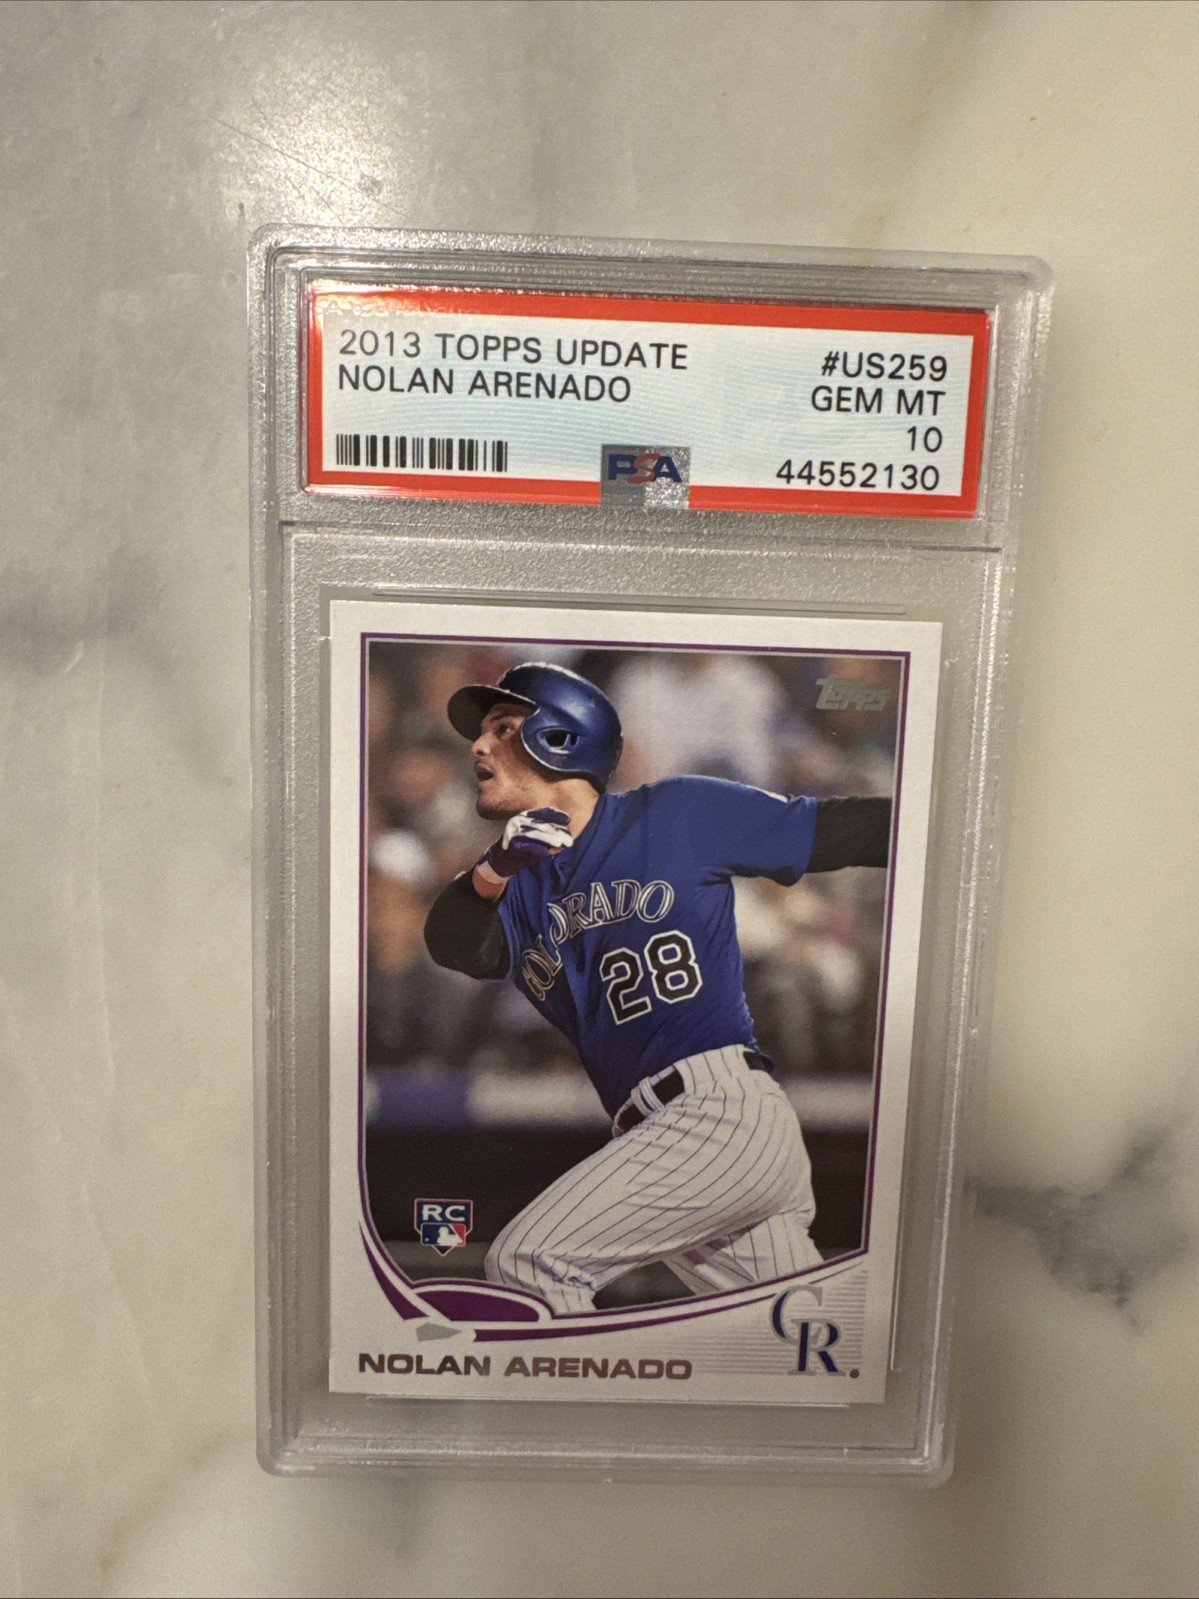 2013 TOPPS UPDATE #US259
NOLAN ARENADO GEM MT
10
PSA 44552130
Topps
COLORADO
28
RC
CR
NOLAN ARENADO